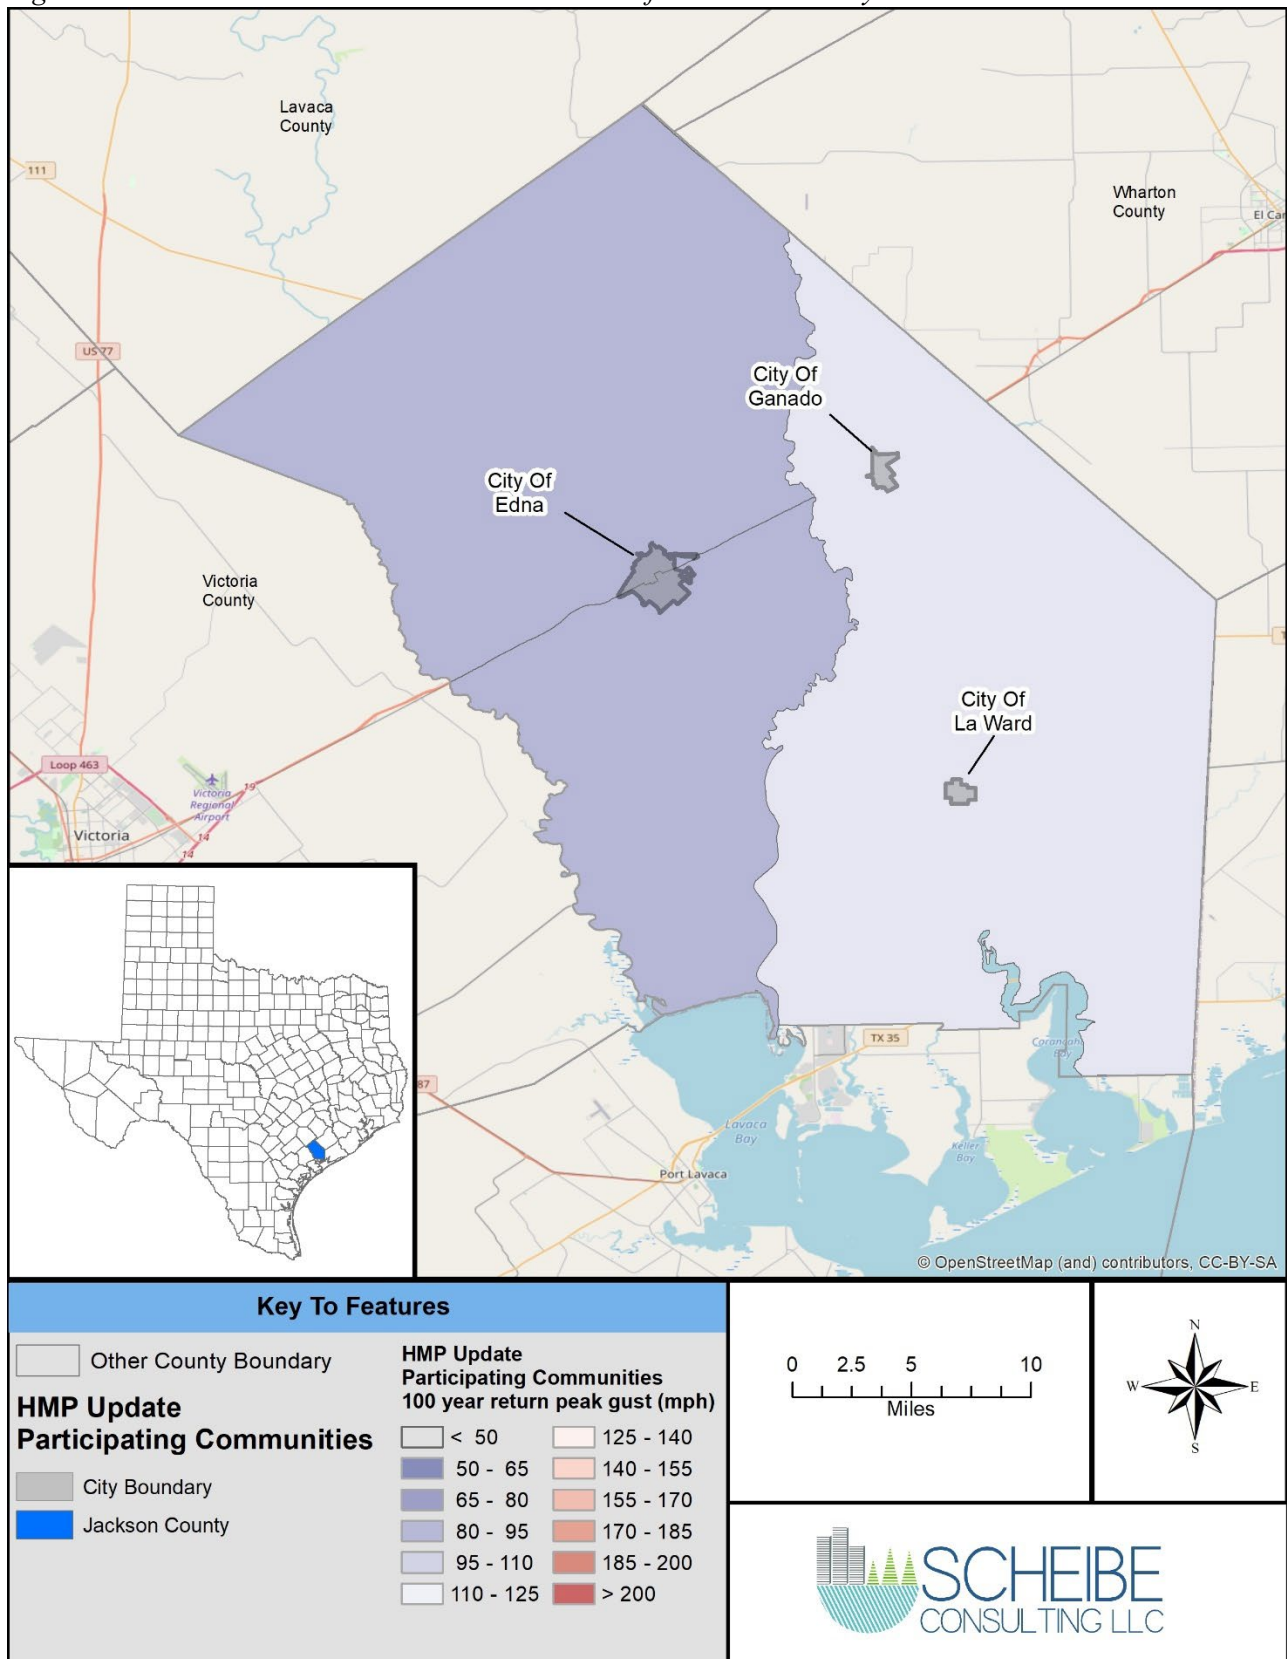 Lavaca
County
111
Wharton
County
El Car
US 77
City Of
Ganado
City Of
Edna
Victoria
County
City Of
La Ward
Loop 463
Victoria
Regional
Airport
19
14
Victoria
14
TX 35
Carancahua
Bay
87
Lavaca
Bay
Keller
Bay
Port Lavaca
© OpenStreetMap (and) contributors, CC-BY-SA
Key To Features
Other County Boundary
HMP Update
Participating Communities
City Boundary
Jackson County
HMP Update
Participating Communities
100 year return peak gust (mph)
< 50
50 - 65
65 - 80
80 - 95
95 - 110
110 - 125
125 - 140
140 - 155
155 - 170
170 - 185
185 - 200
> 200
0 2.5 5 10
Miles
N
W E
S
SCHEIBE
CONSULTING LLC